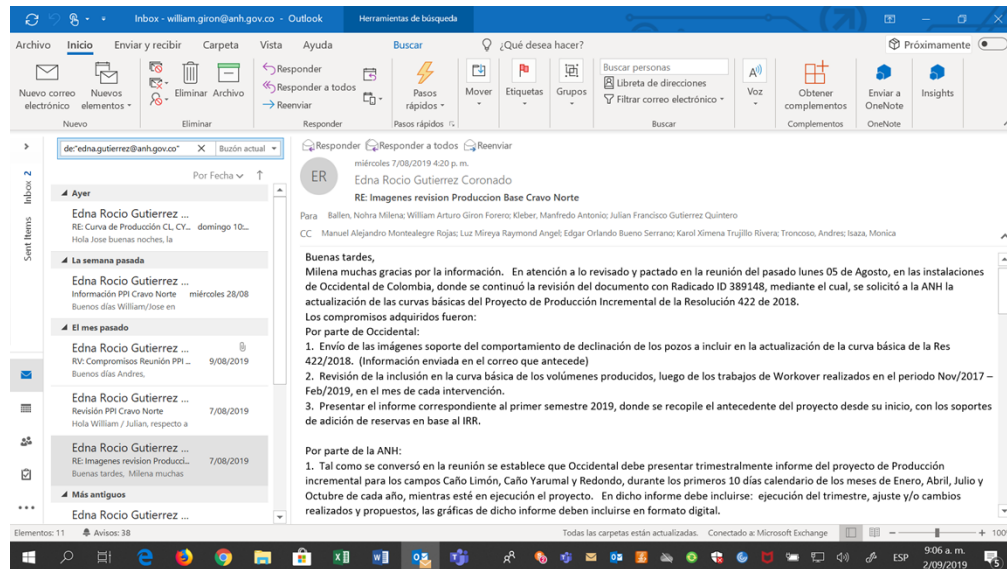 Inbox - william.giron@anh.gov.co - Outlook
Herramientas de búsqueda
Archivo Inicio Enviar y recibir Carpeta Vista Ayuda Buscar ¿Qué desea hacer? Próximamente
Nuevo correo electrónico
Nuevos elementos
Nuevo
Eliminar
Archivo
Eliminar
Responder
Responder a todos
Reenviar
Responder
Pasos rápidos
Pasos rápidos
Mover
Etiquetas
Grupos
Buscar personas
Libreta de direcciones
Filtrar correo electrónico
Buscar
Voz
Obtener complementos
Complementos
Enviar a OneNote
OneNote
Insights
Inbox 2
Sent Items
de:"edna.gutierrez@anh.gov.co" X Buzón actual
Por Fecha
Ayer
Edna Rocio Gutierrez ...
RE: Curva de Producción CL, CY... domingo 10:...
Hola Jose buenas noches, la
La semana pasada
Edna Rocio Gutierrez ...
Información PPI Cravo Norte miércoles 28/08
Buenos días William/Jose en
El mes pasado
Edna Rocio Gutierrez ...
RV: Compromisos Reunión PPI ... 9/08/2019
Buenos días Andres,
Edna Rocio Gutierrez ...
Revisión PPI Cravo Norte 7/08/2019
Hola William / Julian, respecto a
Edna Rocio Gutierrez ...
RE: Imagenes revision Producci... 7/08/2019
Buenas tardes, Milena muchas
Más antiguos
Edna Rocio Gutierrez ...
Responder Responder a todos Reenviar
miércoles 7/08/2019 4:20 p. m.
ER
Edna Rocio Gutierrez Coronado
RE: Imagenes revision Produccion Base Cravo Norte
Para Ballen, Nohra Milena; William Arturo Giron Forero; Kleber, Manfredo Antonio; Julian Francisco Gutierrez Quintero
CC Manuel Alejandro Montealegre Rojas; Luz Mireya Raymond Angel; Edgar Orlando Bueno Serrano; Karol Ximena Trujillo Rivera; Troncoso, Andres; Isaza, Monica
Buenas tardes,
Milena muchas gracias por la información. En atención a lo revisado y pactado en la reunión del pasado lunes 05 de Agosto, en las instalaciones
de Occidental de Colombia, donde se continuó la revisión del documento con Radicado ID 389148, mediante el cual, se solicitó a la ANH la
actualización de las curvas básicas del Proyecto de Producción Incremental de la Resolución 422 de 2018.
Los compromisos adquiridos fueron:
Por parte de Occidental:
1. Envío de las imágenes soporte del comportamiento de declinación de los pozos a incluir en la actualización de la curva básica de la Res
422/2018. (Información enviada en el correo que antecede)
2. Revisión de la inclusión en la curva básica de los volúmenes producidos, luego de los trabajos de Workover realizados en el periodo Nov/2017 –
Feb/2019, en el mes de cada intervención.
3. Presentar el informe correspondiente al primer semestre 2019, donde se recopile el antecedente del proyecto desde su inicio, con los soportes
de adición de reservas en base al IRR.
Por parte de la ANH:
1. Tal como se conversó en la reunión se establece que Occidental debe presentar trimestralmente informe del proyecto de Producción
incremental para los campos Caño Limón, Caño Yarumal y Redondo, durante los primeros 10 días calendario de los meses de Enero, Abril, Julio y
Octubre de cada año, mientras esté en ejecución el proyecto. En dicho informe debe incluirse: ejecución del trimestre, ajuste y/o cambios
realizados y propuestos, las gráficas de dicho informe deben incluirse en formato digital.
Elementos: 11 Avisos: 38 Todas las carpetas están actualizadas. Conectado a: Microsoft Exchange 100%
ESP 9:06 a. m.
2/09/2019